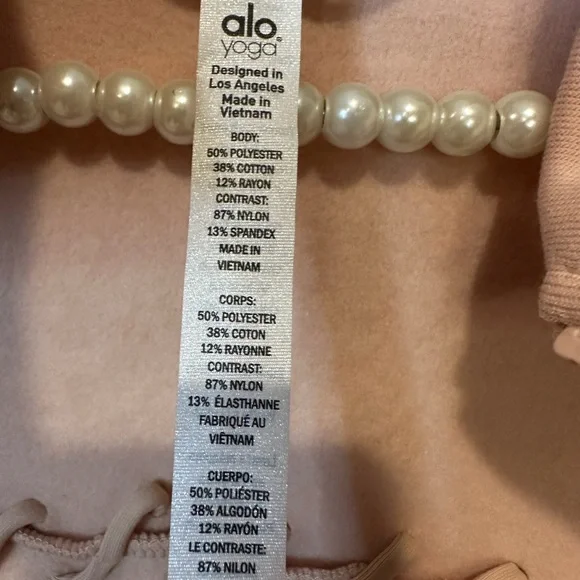 alo
yoga
Designed in
Los Angeles
Made in
Vietnam
BODY:
50% POLYESTER
38% COTTON
12% RAYON
CONTRAST:
87% NYLON
13% SPANDEX
MADE IN
VIETNAM
CORPS:
50% POLYESTER
38% COTON
12% RAYONNE
CONTRAST:
87% NYLON
13% ÉLASTHANNE
FABRIQUÉ AU
VIÊTNAM
CUERPO:
50% POLIÉSTER
38% ALGODÓN
12% RAYÓN
LE CONTRASTE:
87% NILON